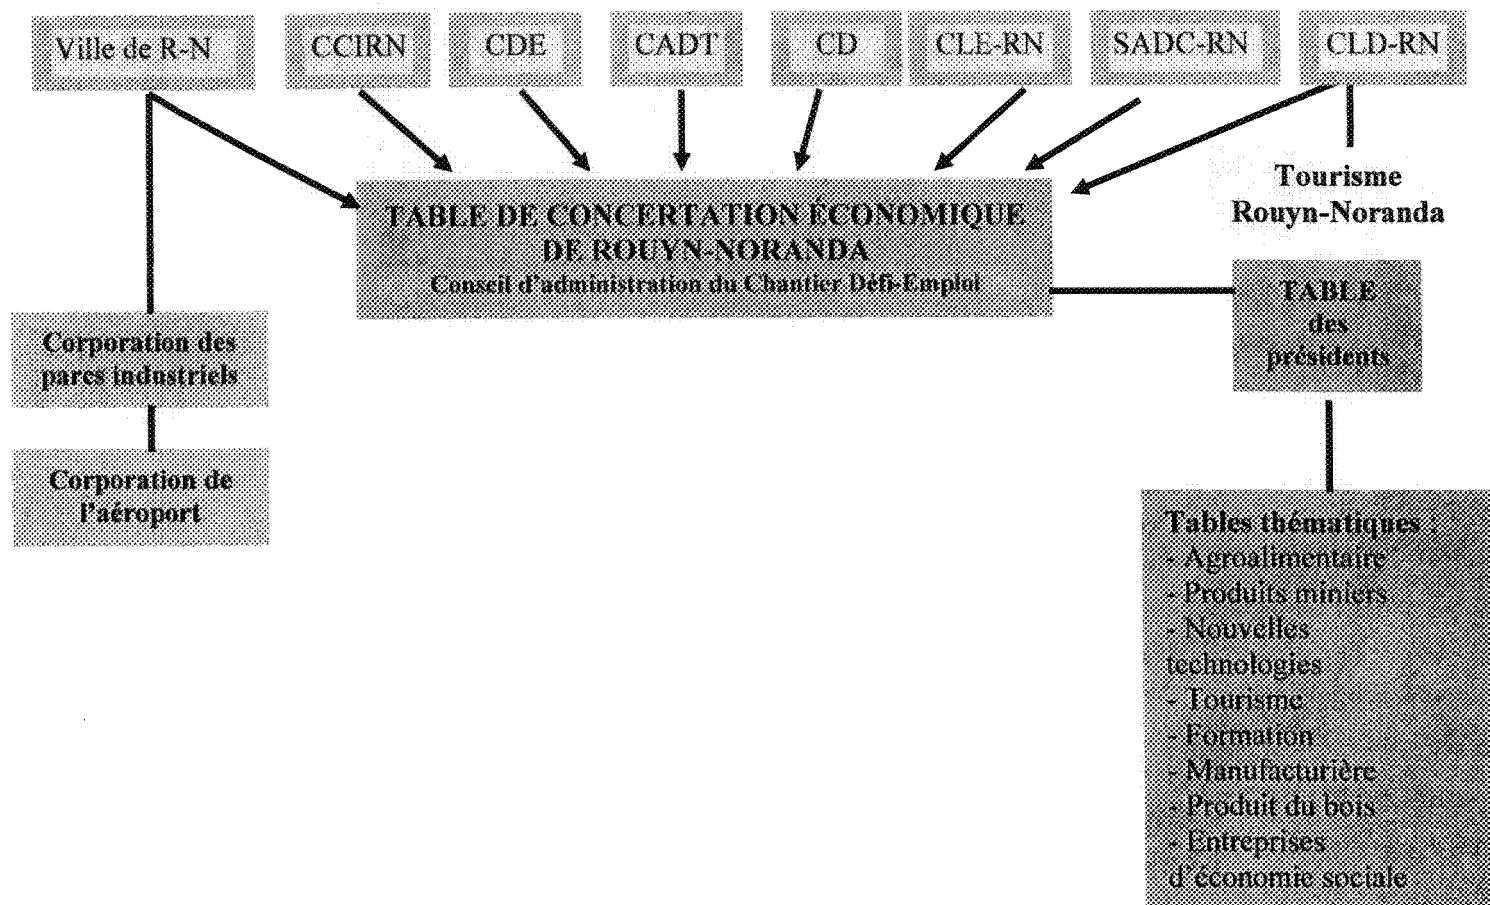 Ville de R-N
CCIRN
CDE
CADT
CD
CLE-RN
SADC-RN
CLD-RN
Tourisme
Rouyn-Noranda
TABLE DE CONCERTATION ÉCONOMIQUE
DE ROUYN-NORANDA
Conseil d'administration du Chantier Défi-Emploi
TABLE
des
présidents
Corporation des
parcs industriels
Corporation de
l'aéroport
Tables thématiques :
- Agroalimentaire
- Produits miniers
- Nouvelles
technologies
- Tourisme
- Formation
- Manufacturière
- Produit du bois
- Entreprises
d'économie sociale